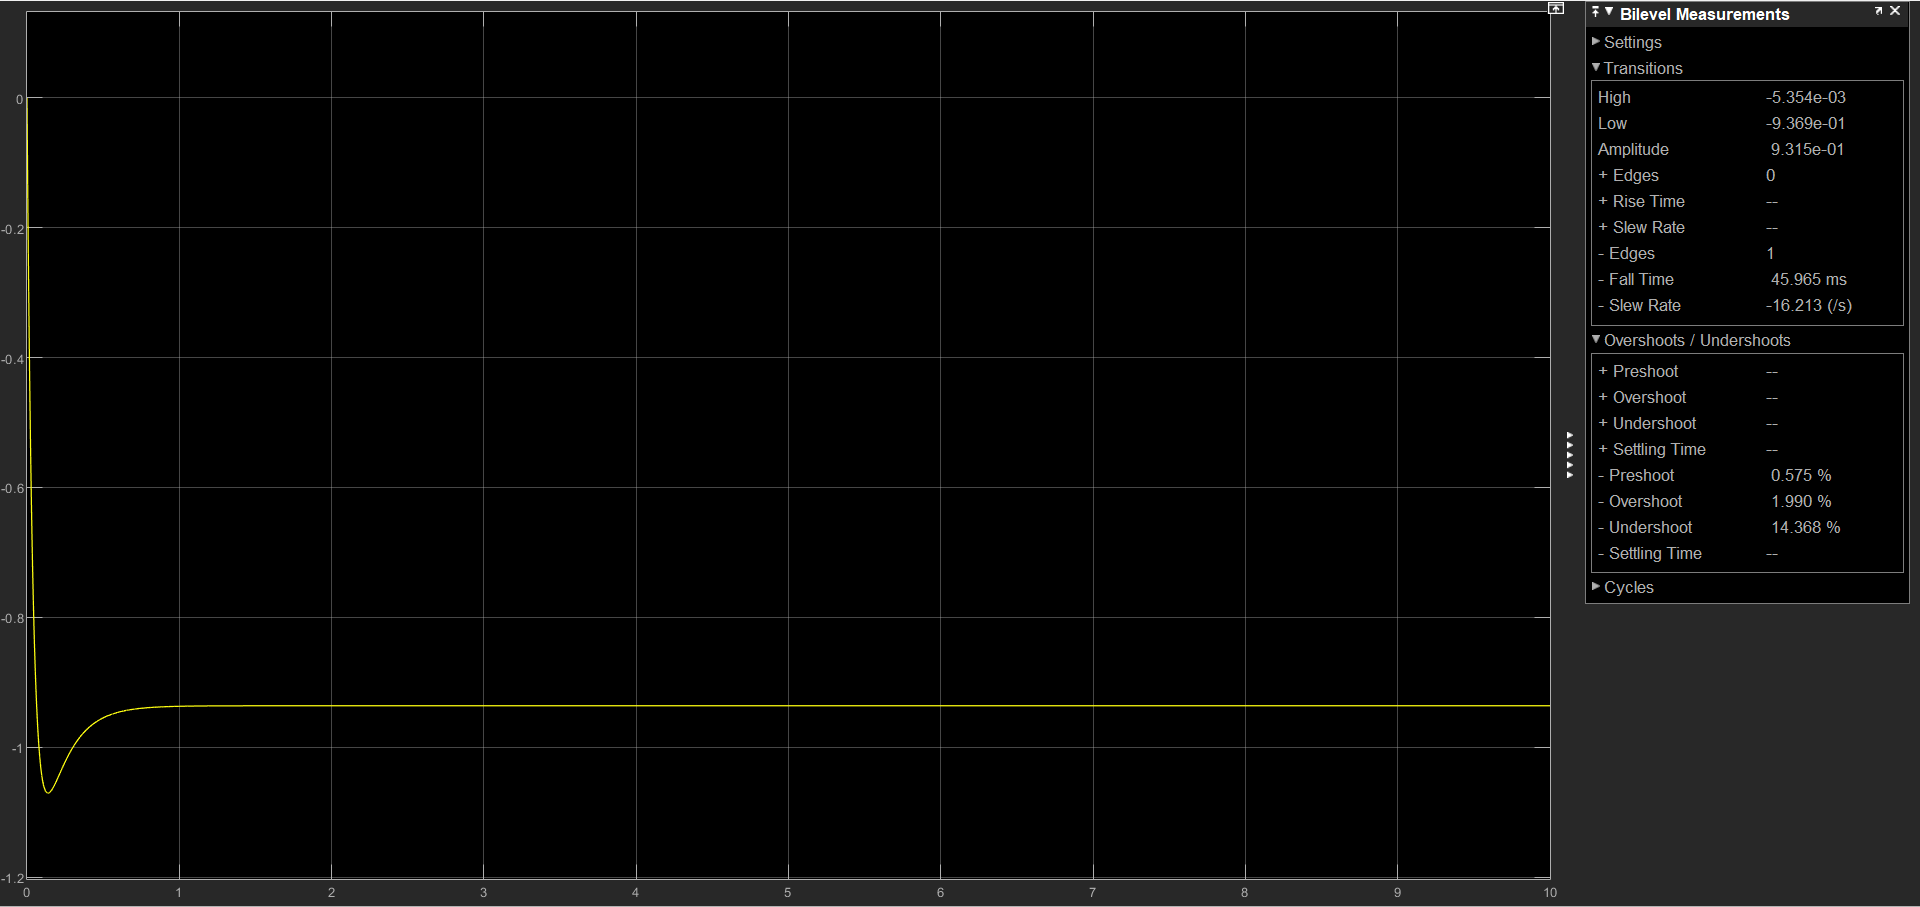 0
-0.2
-0.4
-0.6
-0.8
-1
-1.2
0 1 2 3 4 5 6 7 8 9 10
Bilevel Measurements
Settings
Transitions
High -5.354e-03
Low -9.369e-01
Amplitude 9.315e-01
+ Edges 0
+ Rise Time --
+ Slew Rate --
- Edges 1
- Fall Time 45.965 ms
- Slew Rate -16.213 (/s)
Overshoots / Undershoots
+ Preshoot --
+ Overshoot --
+ Undershoot --
+ Settling Time --
- Preshoot 0.575 %
- Overshoot 1.990 %
- Undershoot 14.368 %
- Settling Time --
Cycles